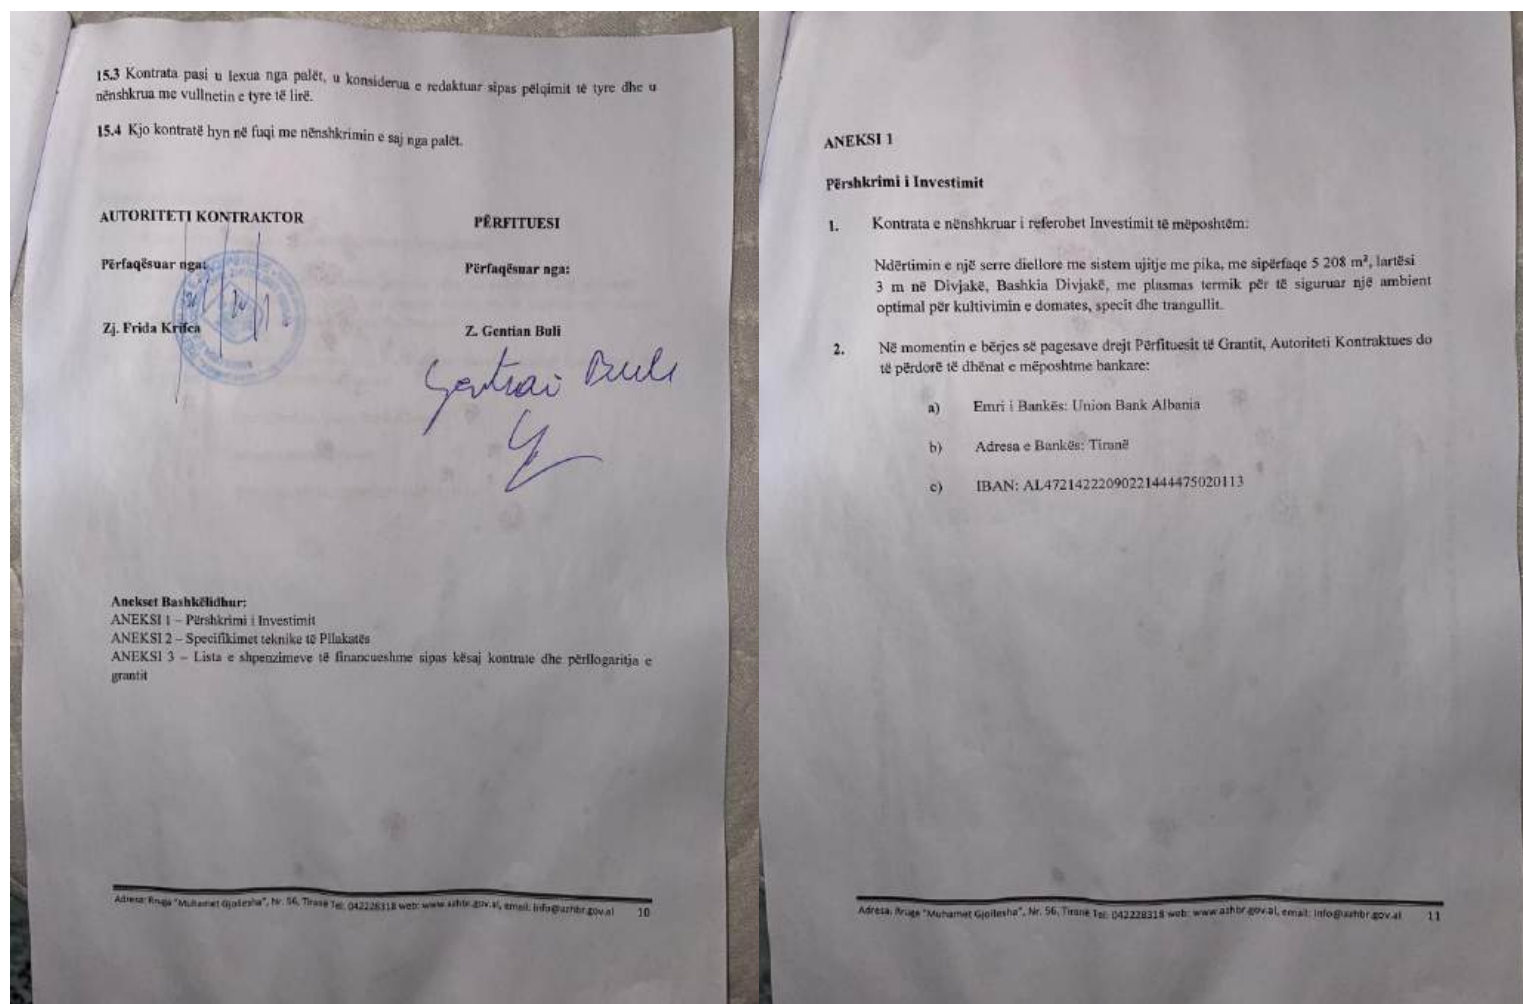 15.3 Kontrata pasi u lexua nga palët, u konsiderua e redaktuar sipas pëlqimit të tyre dhe u
nënshkrua me vullnetin e tyre të lirë.
15.4 Kjo kontratë hyn në fuqi me nënshkrimin e saj nga palët.
AUTORITETI KONTRAKTOR
PËRFITUESI
Përfaqësuar nga:
Përfaqësuar nga:
Zj. Frida Krifca
Z. Gentian Buli
Gentian Buli
Anekset Bashkëlidhur:
ANEKSI 1 – Përshkrimi i Investimit
ANEKSI 2 – Specifikimet teknike të Pllakatës
ANEKSI 3 – Lista e shpenzimeve të financueshme sipas kësaj kontrate dhe përllogaritja e
grantit
Adresa: Rruga "Muhamet Gjollesha", Nr. 56, Tiranë Tel: 042228318 web: www.azhbr.gov.al, email: info@azhbr.gov.al 10
ANEKSI 1
Përshkrimi i Investimit
1. Kontrata e nënshkruar i referohet Investimit të mëposhtëm:
Ndërtimin e një serre diellore me sistem ujitje me pika, me sipërfaqe 5 208 m², lartësi
3 m në Divjakë, Bashkia Divjakë, me plasmas termik për të siguruar një ambient
optimal për kultivimin e domates, specit dhe trangullit.
2. Në momentin e bërjes së pagesave drejt Përfituesit të Grantit, Autoriteti Kontraktues do
të përdorë të dhënat e mëposhtme bankare:
a) Emri i Bankës: Union Bank Albania
b) Adresa e Bankës: Tiranë
c) IBAN: AL47214222090221444475020113
Adresa: Rruga "Muhamet Gjollesha", Nr. 56, Tiranë Tel: 042228318 web: www.azhbr.gov.al, email: info@azhbr.gov.al 11